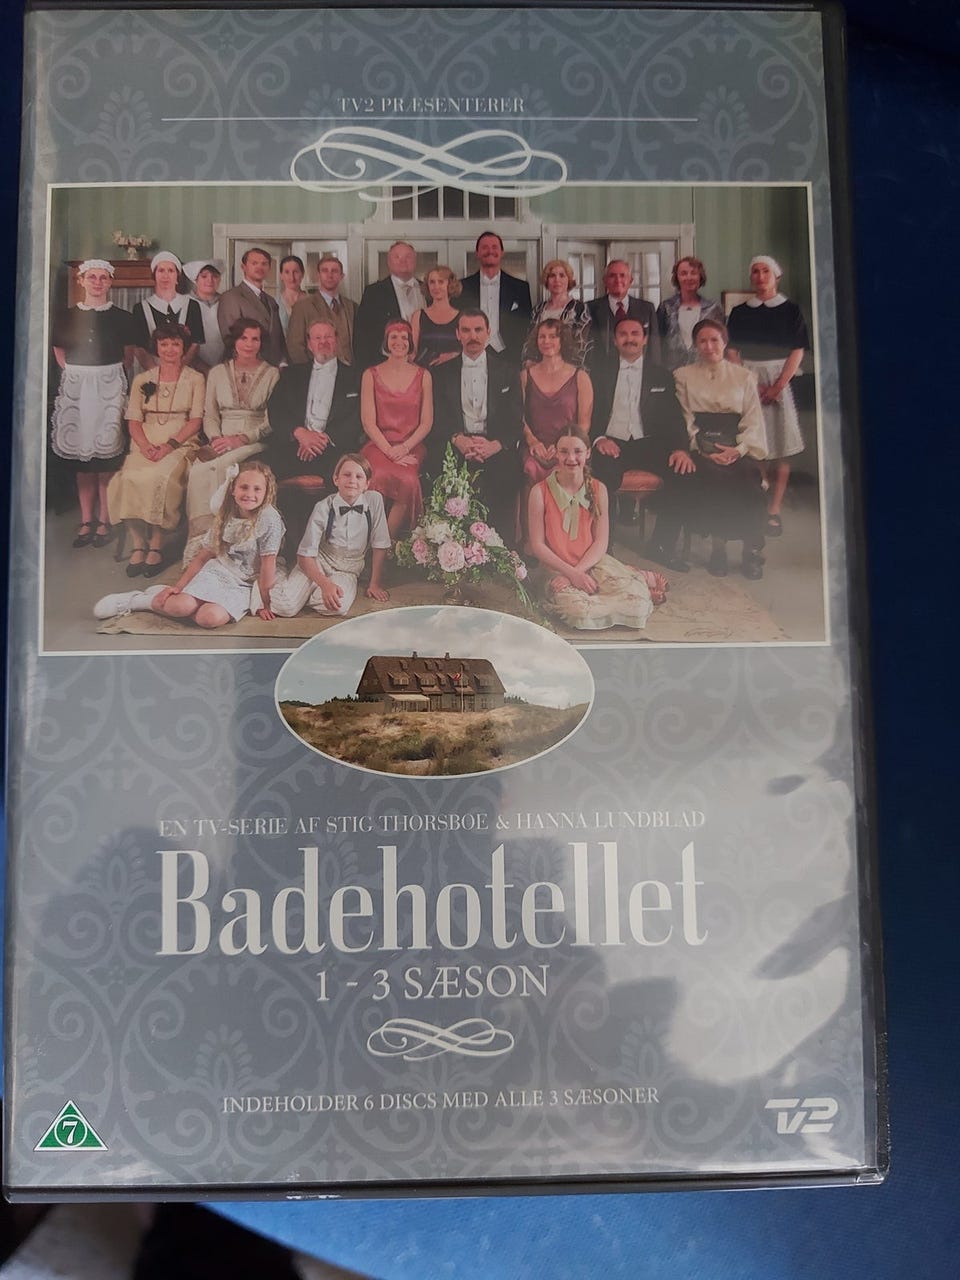 TV2 PRÆSENTERER
EN TV-SERIE AF STIG THORSBOE & HANNA LUNDBLAD
Badehotellet
1 - 3 SÆSON
INDEHOLDER 6 DISCS MED ALLE 3 SÆSONER
7
TV2